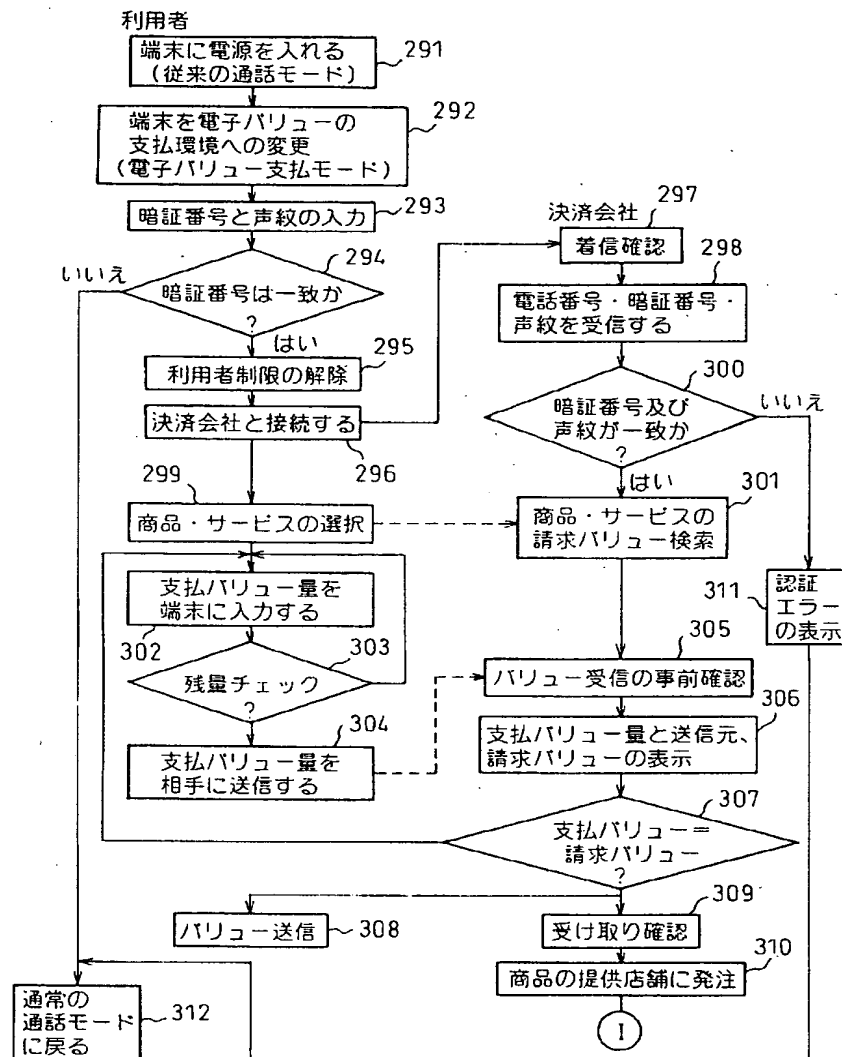 利用者
端末に電源を入れる
(従来の通話モード)
291
端末を電子バリューの
支払環境への変更
(電子バリュー支払モード)
292
暗証番号と声紋の入力
293
294
いいえ
暗証番号は一致か
?
はい
295
利用者制限の解除
決済会社と接続する
296
299
商品・サービスの選択
支払バリュー量を
端末に入力する
302
303
残量チェック
?
304
支払バリュー量を
相手に送信する
決済会社
297
着信確認
298
電話番号・暗証番号・
声紋を受信する
300
暗証番号及び
声紋が一致か
?
いいえ
はい
301
商品・サービスの
請求バリュー検索
311
認証
エラー
の表示
305
バリュー受信の事前確認
306
支払バリュー量と送信元、
請求バリューの表示
307
支払バリュー=
請求バリュー
?
バリュー送信
308
309
受け取り確認
310
商品の提供店舗に発注
I
通常の
通話モード
に戻る
312